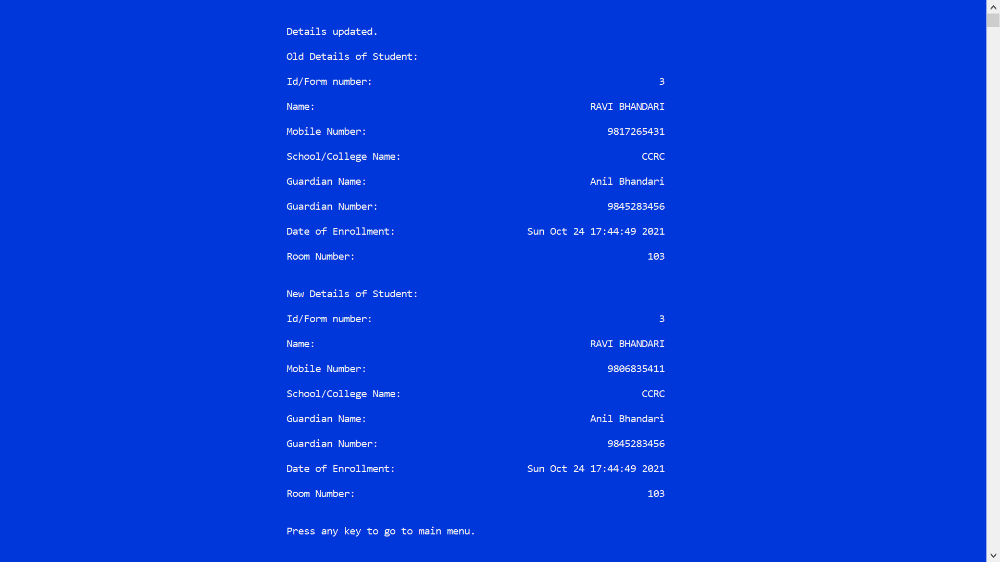 Details updated.
Old Details of Student:
Id/Form number: 3
Name: RAVI BHANDARI
Mobile Number: 9817265431
School/College Name: CCRC
Guardian Name: Anil Bhandari
Guardian Number: 9845283456
Date of Enrollment: Sun Oct 24 17:44:49 2021
Room Number: 103
New Details of Student:
Id/Form number: 3
Name: RAVI BHANDARI
Mobile Number: 9806835411
School/College Name: CCRC
Guardian Name: Anil Bhandari
Guardian Number: 9845283456
Date of Enrollment: Sun Oct 24 17:44:49 2021
Room Number: 103
Press any key to go to main menu.